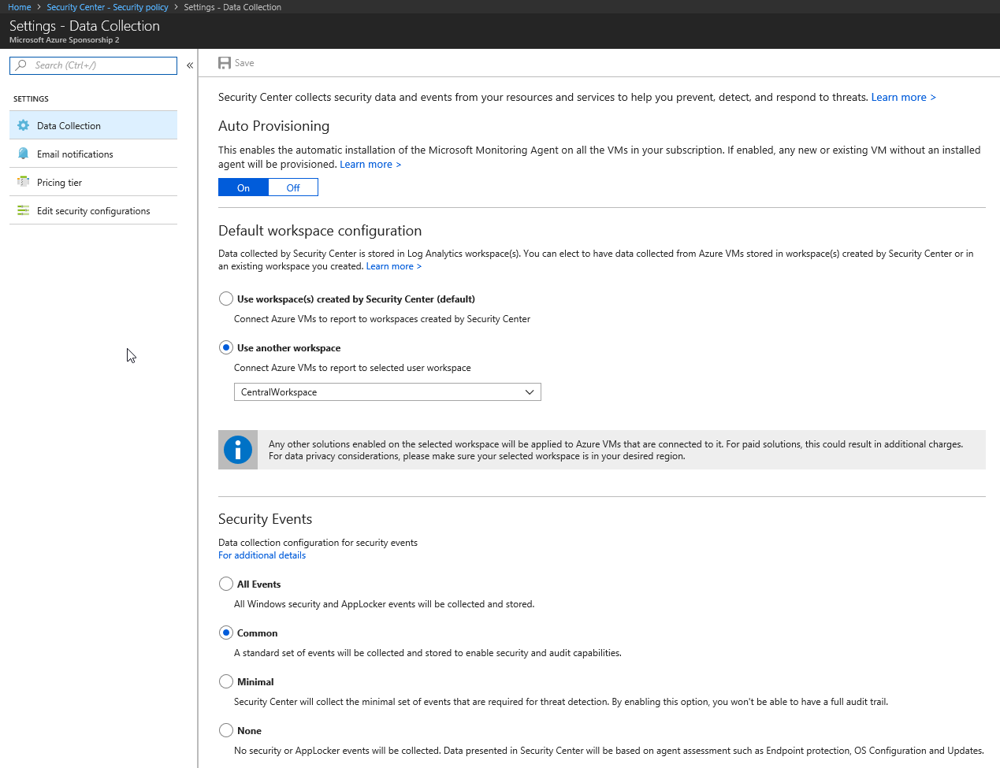 Home > Security Center - Security policy > Settings - Data Collection
Settings - Data Collection
Microsoft Azure Sponsorship 2
Search (Ctrl+/)
«
SETTINGS
Data Collection
Email notifications
Pricing tier
Edit security configurations
Save
Security Center collects security data and events from your resources and services to help you prevent, detect, and respond to threats. Learn more >
Auto Provisioning
This enables the automatic installation of the Microsoft Monitoring Agent on all the VMs in your subscription. If enabled, any new or existing VM without an installed
agent will be provisioned. Learn more >
On Off
Default workspace configuration
Data collected by Security Center is stored in Log Analytics workspace(s). You can elect to have data collected from Azure VMs stored in workspace(s) created by Security Center or in
an existing workspace you created. Learn more >
Use workspace(s) created by Security Center (default)
Connect Azure VMs to report to workspaces created by Security Center
Use another workspace
Connect Azure VMs to report to selected user workspace
CentralWorkspace
Any other solutions enabled on the selected workspace will be applied to Azure VMs that are connected to it. For paid solutions, this could result in additional charges.
For data privacy considerations, please make sure your selected workspace is in your desired region.
Security Events
Data collection configuration for security events
For additional details
All Events
All Windows security and AppLocker events will be collected and stored.
Common
A standard set of events will be collected and stored to enable security and audit capabilities.
Minimal
Security Center will collect the minimal set of events that are required for threat detection. By enabling this option, you won't be able to have a full audit trail.
None
No security or AppLocker events will be collected. Data presented in Security Center will be based on agent assessment such as Endpoint protection, OS Configuration and Updates.